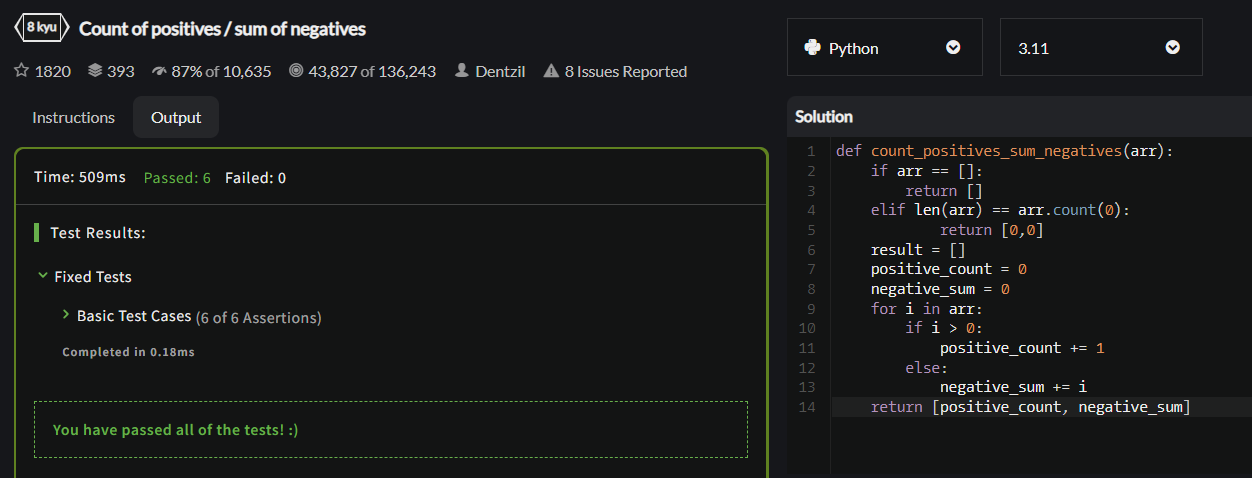 8 kyu Count of positives / sum of negatives
1820 393 87% of 10,635 43,827 of 136,243 Dentzil 8 Issues Reported
Python 3.11
Instructions Output
Time: 509ms Passed: 6 Failed: 0
Test Results:
Fixed Tests
Basic Test Cases (6 of 6 Assertions)
Completed in 0.18ms
You have passed all of the tests! :)
Solution
1 def count_positives_sum_negatives(arr):
2     if arr == []:
3         return []
4     elif len(arr) == arr.count(0):
5             return [0,0]
6     result = []
7     positive_count = 0
8     negative_sum = 0
9     for i in arr:
10         if i > 0:
11             positive_count += 1
12         else:
13             negative_sum += i
14     return [positive_count, negative_sum]